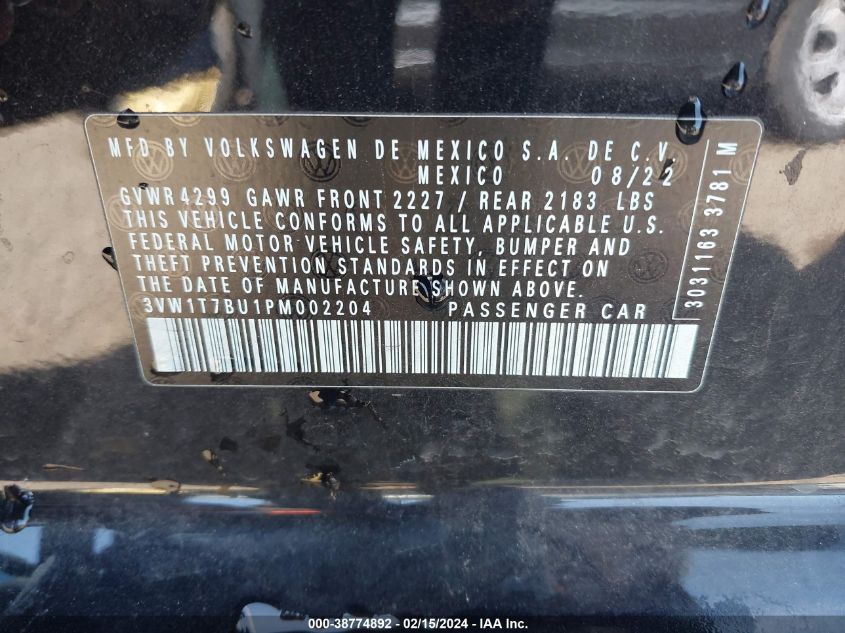 MFD BY VOLKSWAGEN DE MEXICO S.A. DE C.V.
MEXICO 08/22
GVWR 4299 GAWR FRONT 2227 / REAR 2183 LBS
THIS VEHICLE CONFORMS TO ALL APPLICABLE U.S.
FEDERAL MOTOR VEHICLE SAFETY, BUMPER AND
THEFT PREVENTION STANDARDS IN EFFECT ON
THE DATE OF MANUFACTURE SHOWN ABOVE.
3VW1T7BU1PM002204 PASSENGER CAR
3031163 3781 M
000-38774892 - 02/15/2024 - IAA Inc.